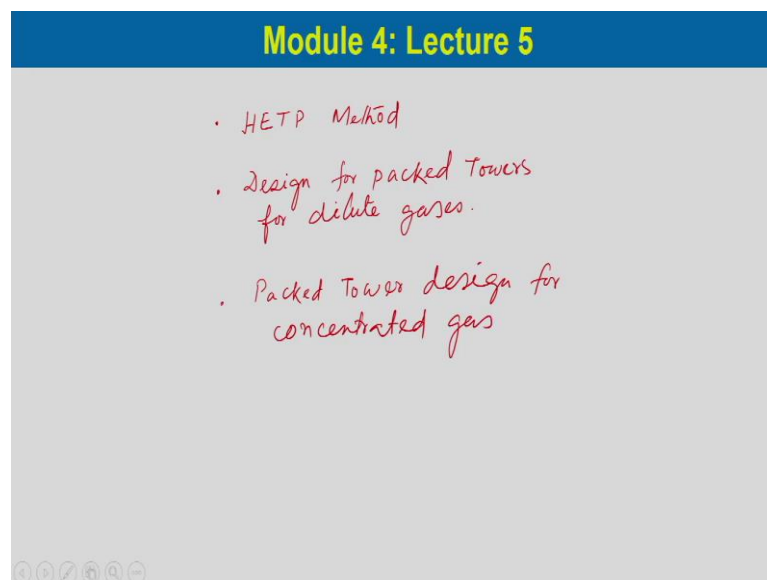 Module 4: Lecture 5
· HETP Method
· Design for packed Towers
for dilute gases.
· Packed Tower design for
concentrated gas